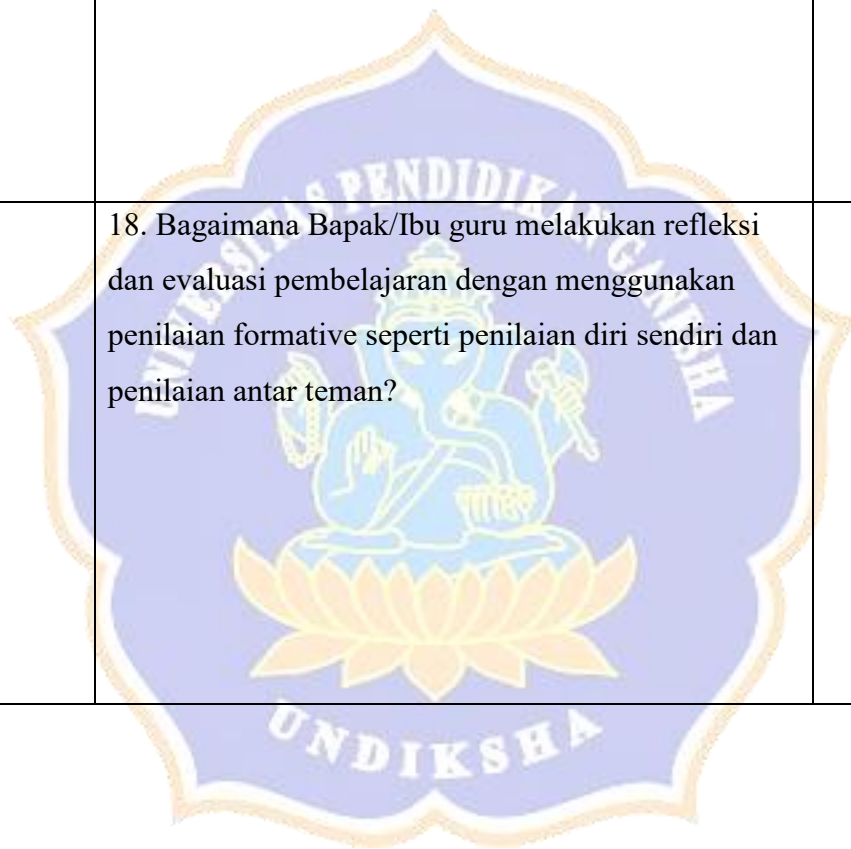 UNIVERSITAS PENDIDIKAN GANESHA
18. Bagaimana Bapak/Ibu guru melakukan refleksi
dan evaluasi pembelajaran dengan menggunakan
penilaian formative seperti penilaian diri sendiri dan
penilaian antar teman?
UNDIKSHA